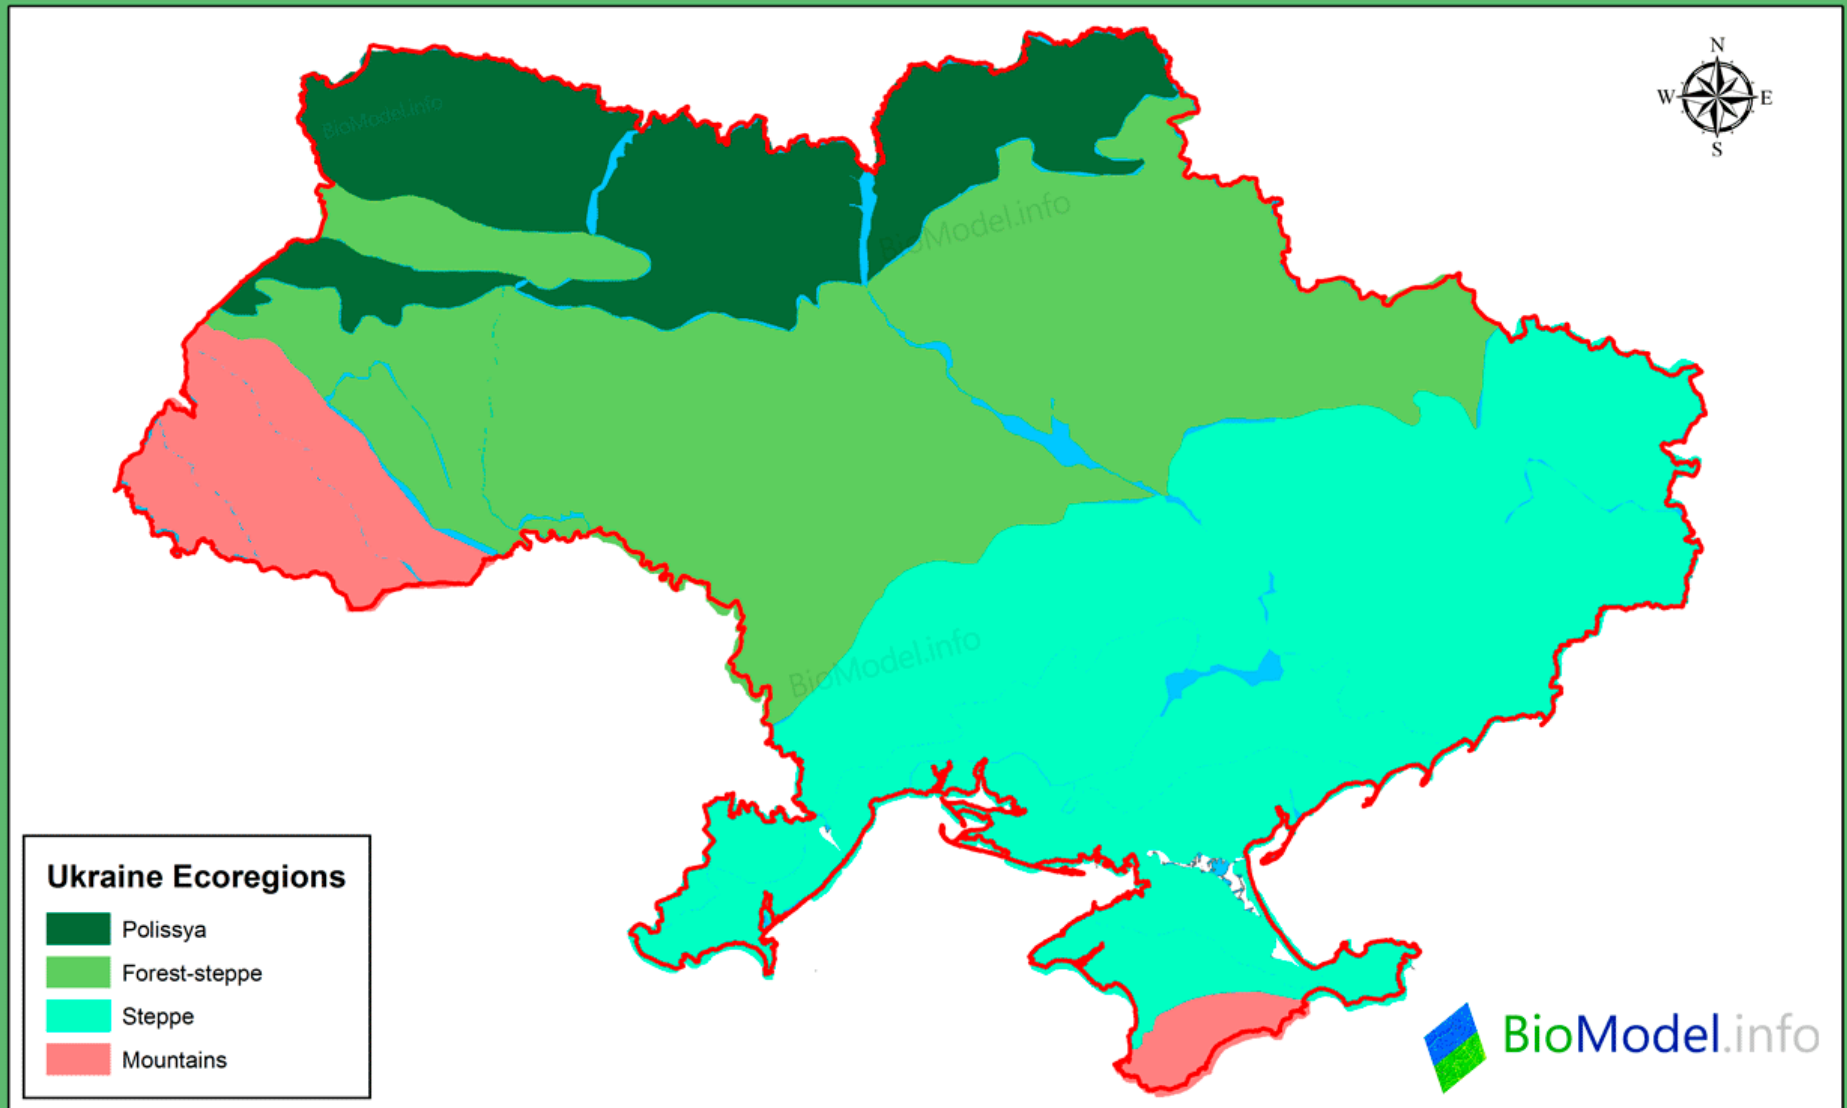 BioModel.info
N
W E
S
BioModel.info
BioModel.info
Ukraine Ecoregions
Polissya
Forest-steppe
Steppe
Mountains
BioModel.info